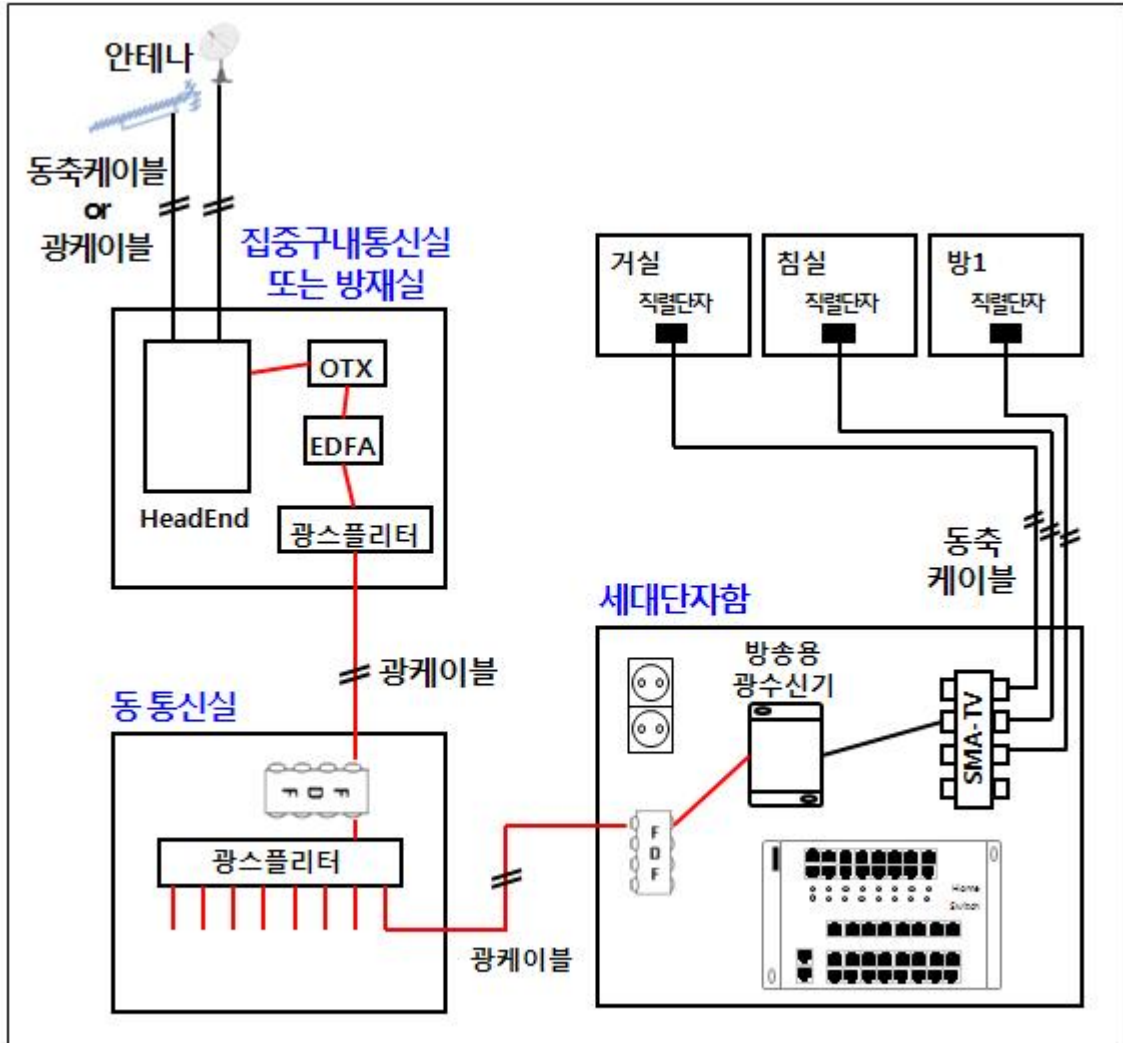 안테나
동축케이블
or
광케이블
집중구내통신실
또는 방재실
OTX
EDFA
HeadEnd
광스플리터
광케이블
동 통신실
FDF
광스플리터
광케이블
거실
직렬단자
침실
직렬단자
방1
직렬단자
동축
케이블
세대단자함
방송용
광수신기
SMA-TV
F
D
F
Home
Switch